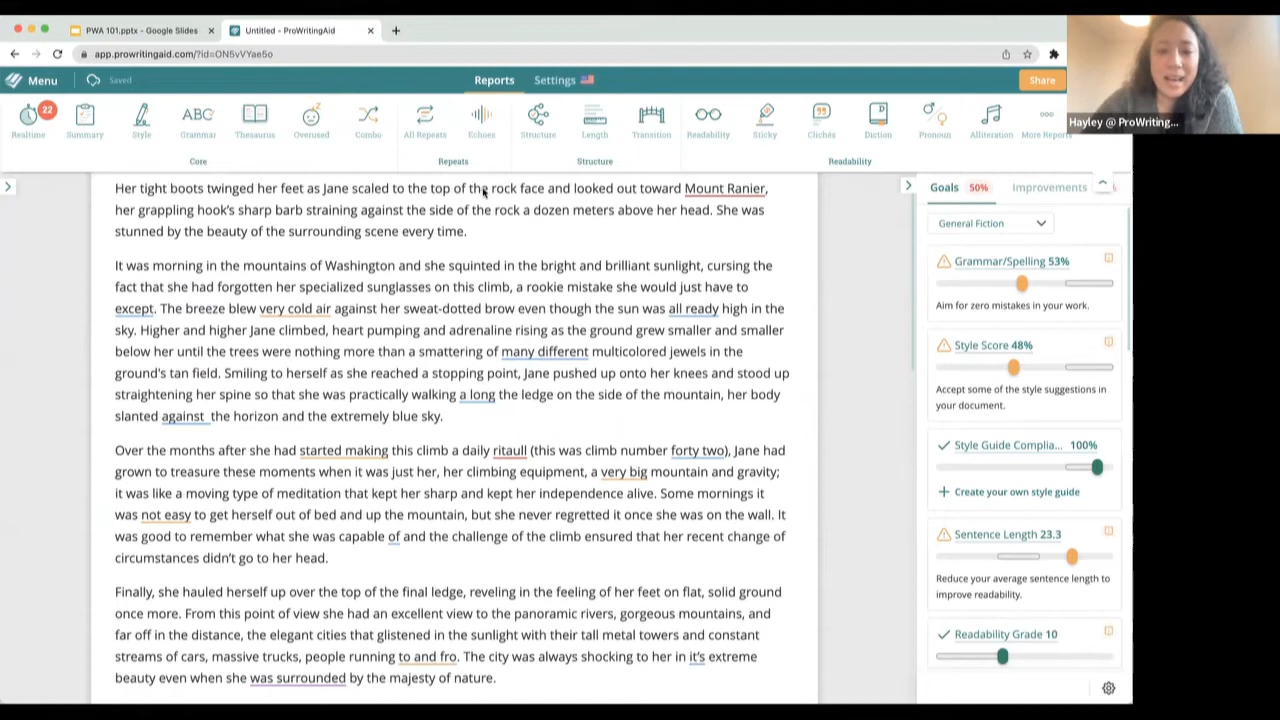 PWA 101.pptx - Google Slides
Untitled - ProWritingAid
app.prowritingaid.com/?id=ON5vVYae5o
Menu
Saved
Reports
Settings
Share
22
Realtime
Summary
Style
ABC
Grammar
Thesaurus
Overused
Combo
All Repeats
Echoes
Structure
Length
Transition
Readability
Sticky
Clichés
Diction
Pronoun
Alliteration
More Reports
Core
Repeats
Structure
Readability
Hayley @ ProWriting...
Her tight boots twinged her feet as Jane scaled to the top of the rock face and looked out toward Mount Ranier,
her grappling hook's sharp barb straining against the side of the rock a dozen meters above her head. She was
stunned by the beauty of the surrounding scene every time.
It was morning in the mountains of Washington and she squinted in the bright and brilliant sunlight, cursing the
fact that she had forgotten her specialized sunglasses on this climb, a rookie mistake she would just have to
except. The breeze blew very cold air against her sweat-dotted brow even though the sun was all ready high in the
sky. Higher and higher Jane climbed, heart pumping and adrenaline rising as the ground grew smaller and smaller
below her until the trees were nothing more than a smattering of many different multicolored jewels in the
ground's tan field. Smiling to herself as she reached a stopping point, Jane pushed up onto her knees and stood up
straightening her spine so that she was practically walking a long the ledge on the side of the mountain, her body
slanted against  the horizon and the extremely blue sky.
Over the months after she had started making this climb a daily ritaull (this was climb number forty two), Jane had
grown to treasure these moments when it was just her, her climbing equipment, a very big mountain and gravity;
it was like a moving type of meditation that kept her sharp and kept her independence alive. Some mornings it
was not easy to get herself out of bed and up the mountain, but she never regretted it once she was on the wall. It
was good to remember what she was capable of and the challenge of the climb ensured that her recent change of
circumstances didn't go to her head.
Finally, she hauled herself up over the top of the final ledge, reveling in the feeling of her feet on flat, solid ground
once more. From this point of view she had an excellent view to the panoramic rivers, gorgeous mountains, and
far off in the distance, the elegant cities that glistened in the sunlight with their tall metal towers and constant
streams of cars, massive trucks, people running to and fro. The city was always shocking to her in it's extreme
beauty even when she was surrounded by the majesty of nature.
Goals 50%
Improvements
General Fiction
Grammar/Spelling 53%
Aim for zero mistakes in your work.
Style Score 48%
Accept some of the style suggestions in
your document.
Style Guide Complia... 100%
Create your own style guide
Sentence Length 23.3
Reduce your average sentence length to
improve readability.
Readability Grade 10